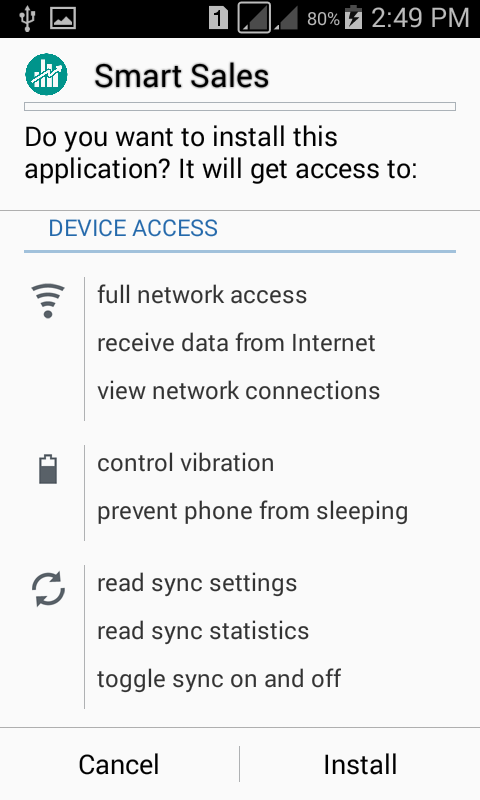 1 80% 2:49 PM
Smart Sales
Do you want to install this
application? It will get access to:
DEVICE ACCESS
full network access
receive data from Internet
view network connections
control vibration
prevent phone from sleeping
read sync settings
read sync statistics
toggle sync on and off
Cancel Install